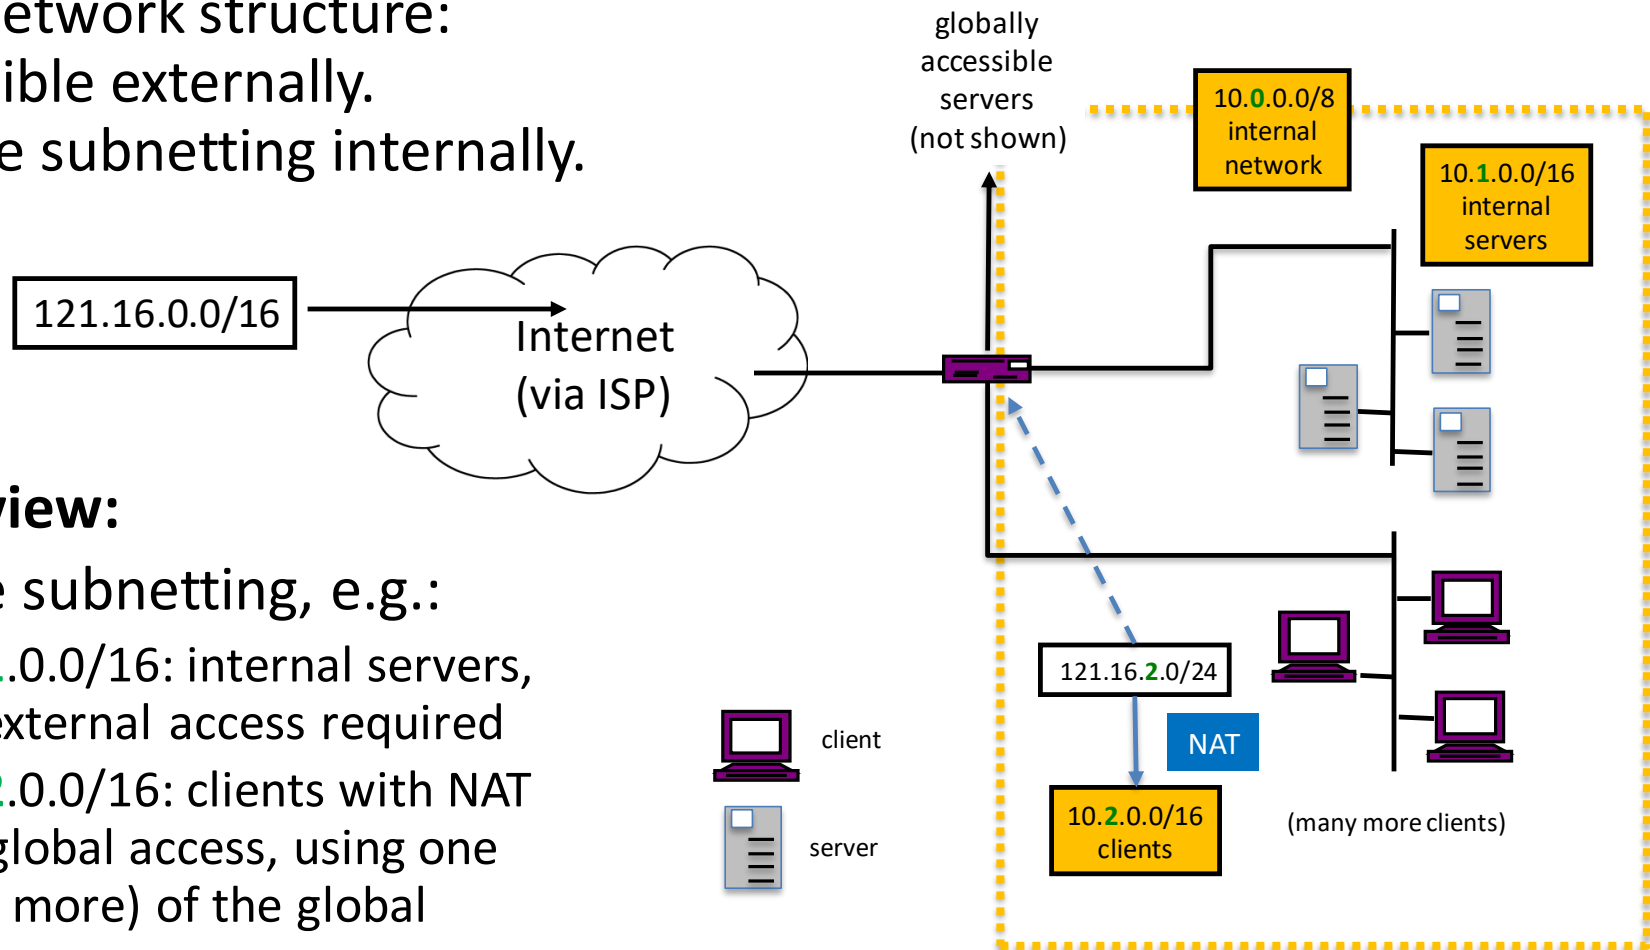 etwork structure:
ible externally.
e subnetting internally.
globally
accessible
servers
(not shown)
10.0.0.0/8
internal
network
10.1.0.0/16
internal
servers
121.16.0.0/16
Internet
(via ISP)
view:
e subnetting, e.g.:
.0.0/16: internal servers,
external access required
2.0.0/16: clients with NAT
global access, using one
more) of the global
121.16.2.0/24
NAT
10.2.0.0/16
clients
(many more clients)
client
server